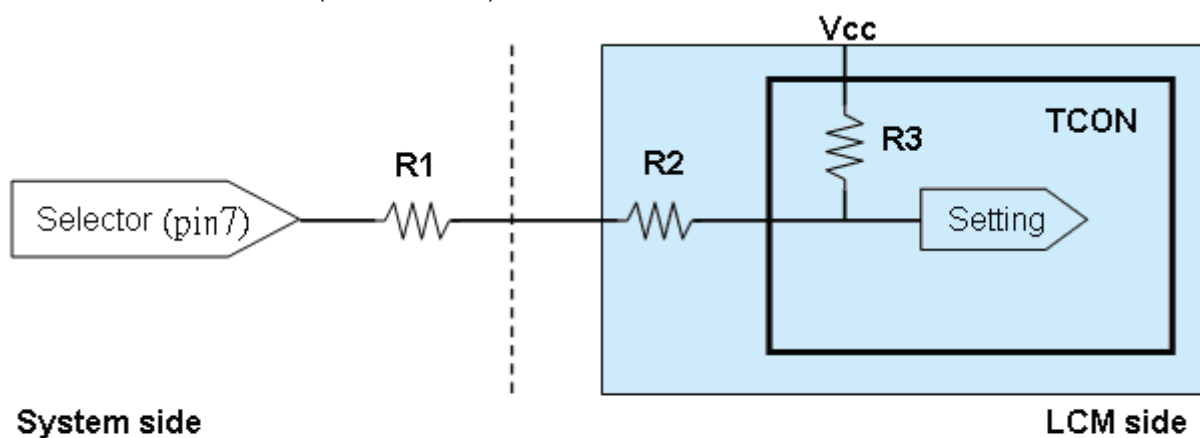 Vcc
TCON
R3
R1
R2
Selector (pin7)
Setting
System side
LCM side